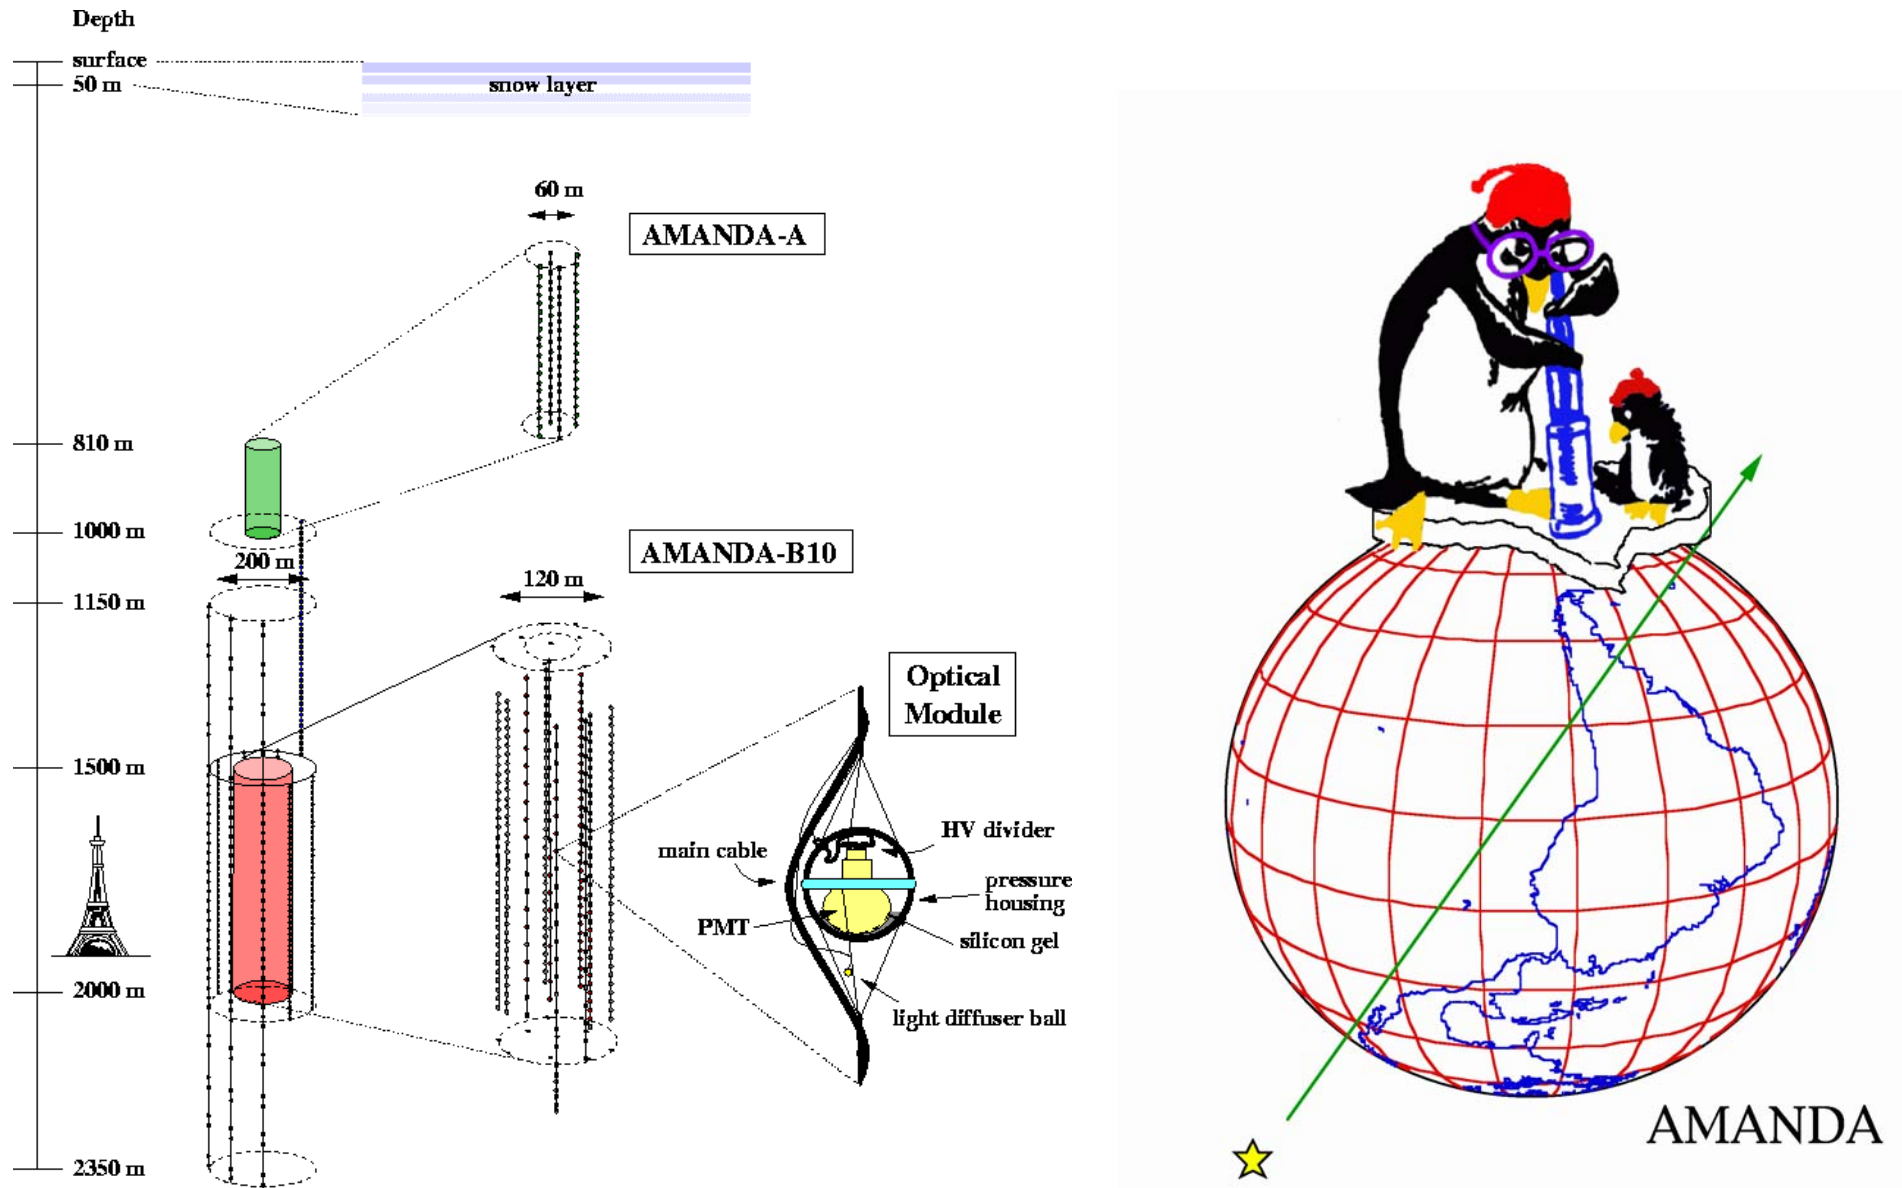 Depth
surface
50 m
snow layer
60 m
AMANDA-A
810 m
1000 m
AMANDA-B10
200 m
120 m
1150 m
Optical
Module
1500 m
HV divider
main cable
pressure
housing
PMT
silicon gel
2000 m
light diffuser ball
2350 m
AMANDA